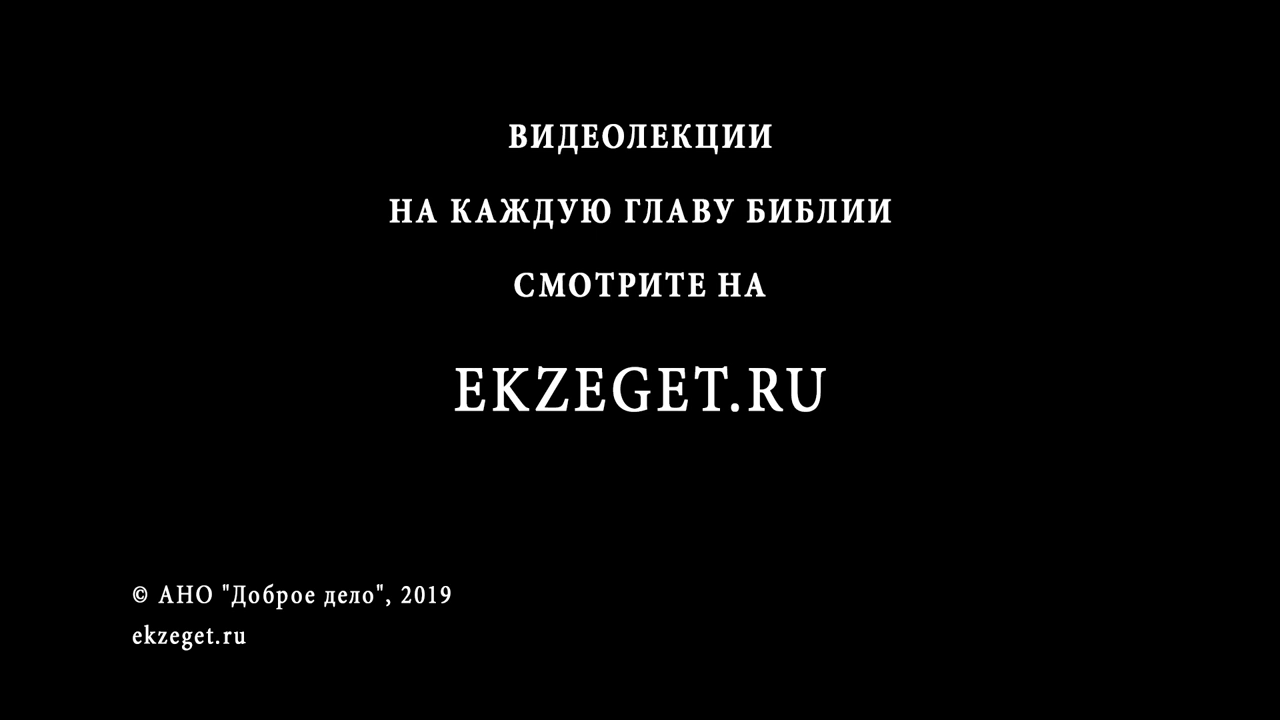 ВИДЕОЛЕКЦИИ
НА КАЖДУЮ ГЛАВУ БИБЛИИ
СМОТРИТЕ НА
EKZEGET.RU
© АНО "Доброе дело", 2019
ekzeget.ru